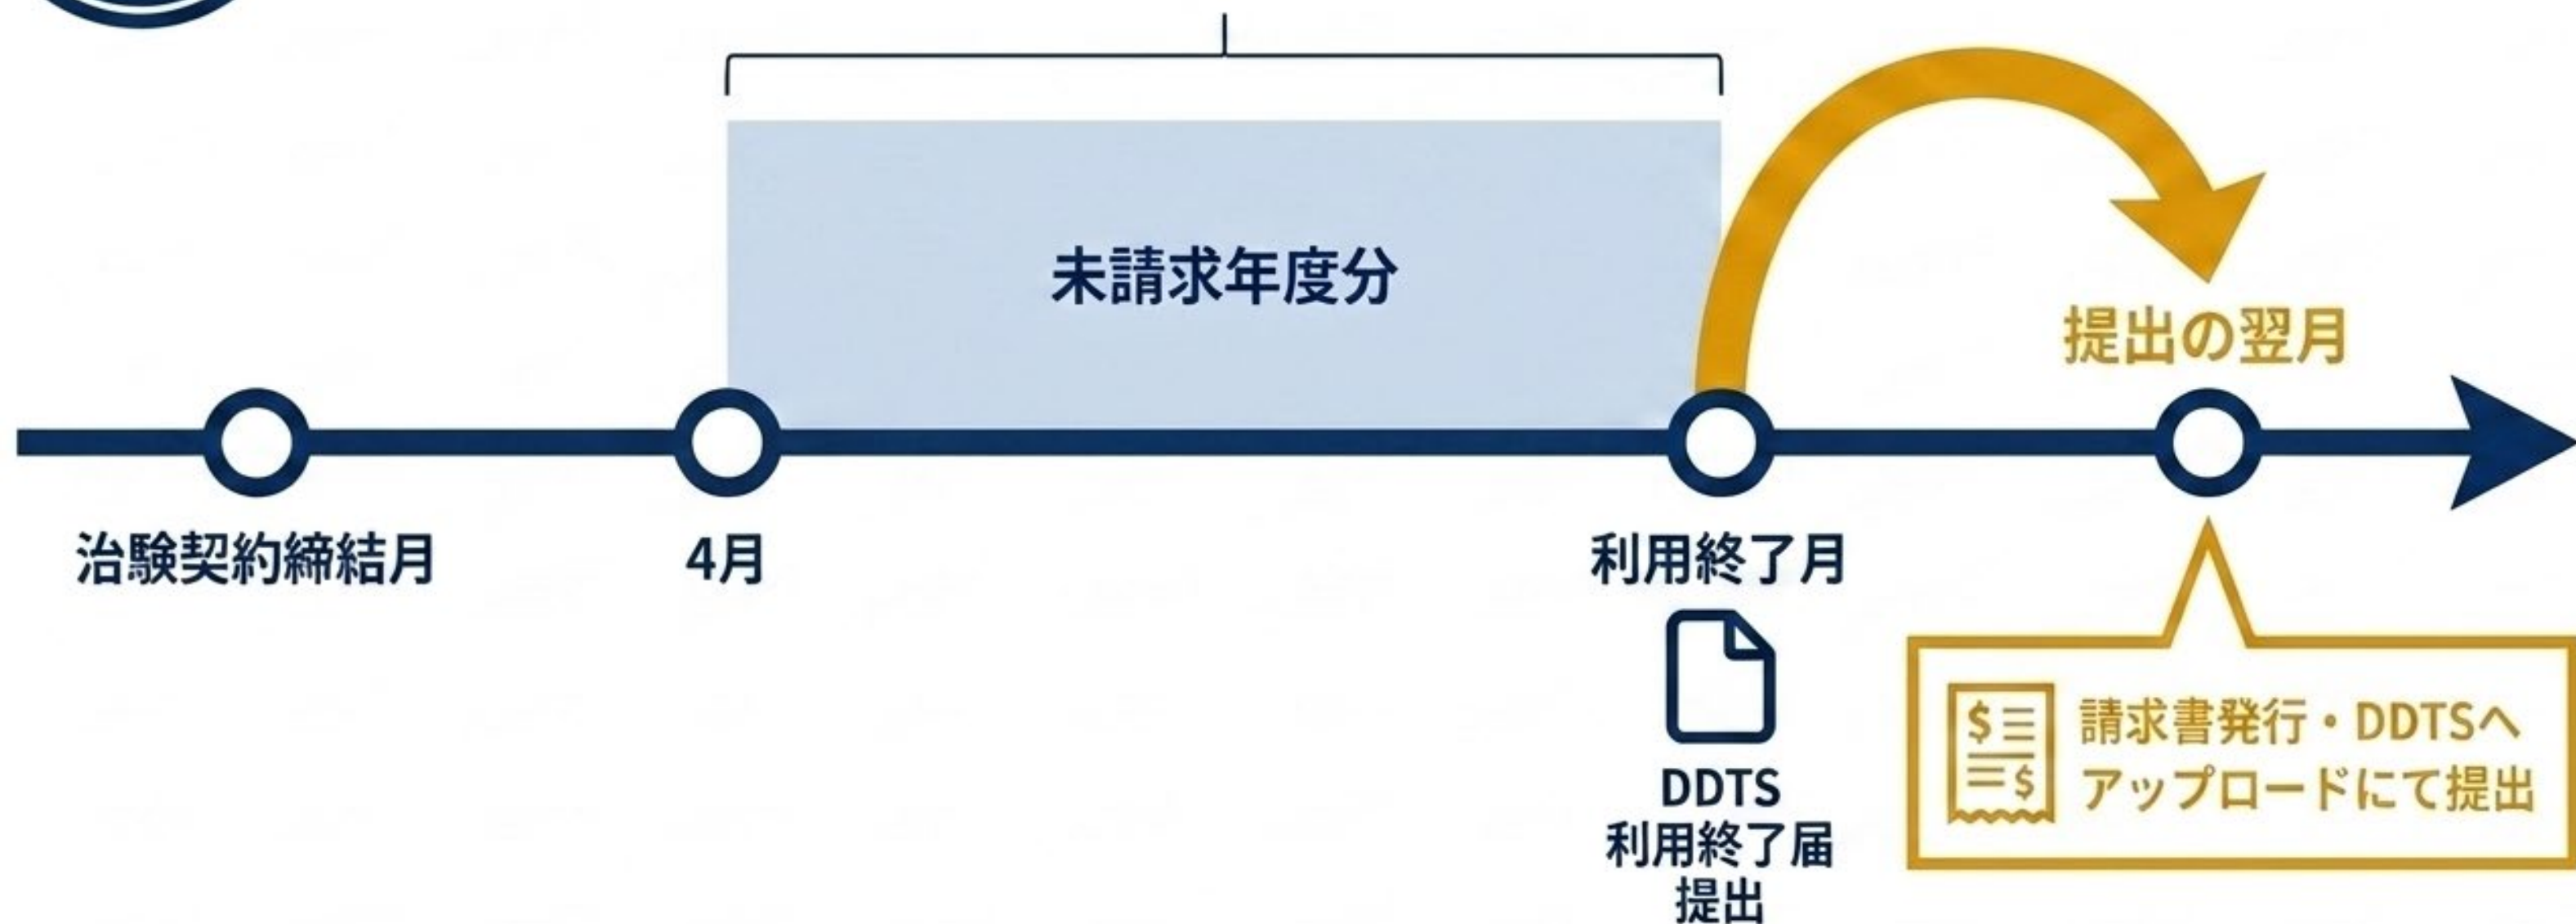 未請求年度分
提出の翌月
治験契約締結月
4月
利用終了月
DDTS
利用終了届
提出
$
$
請求書発行・DDTSへ
アップロードにて提出